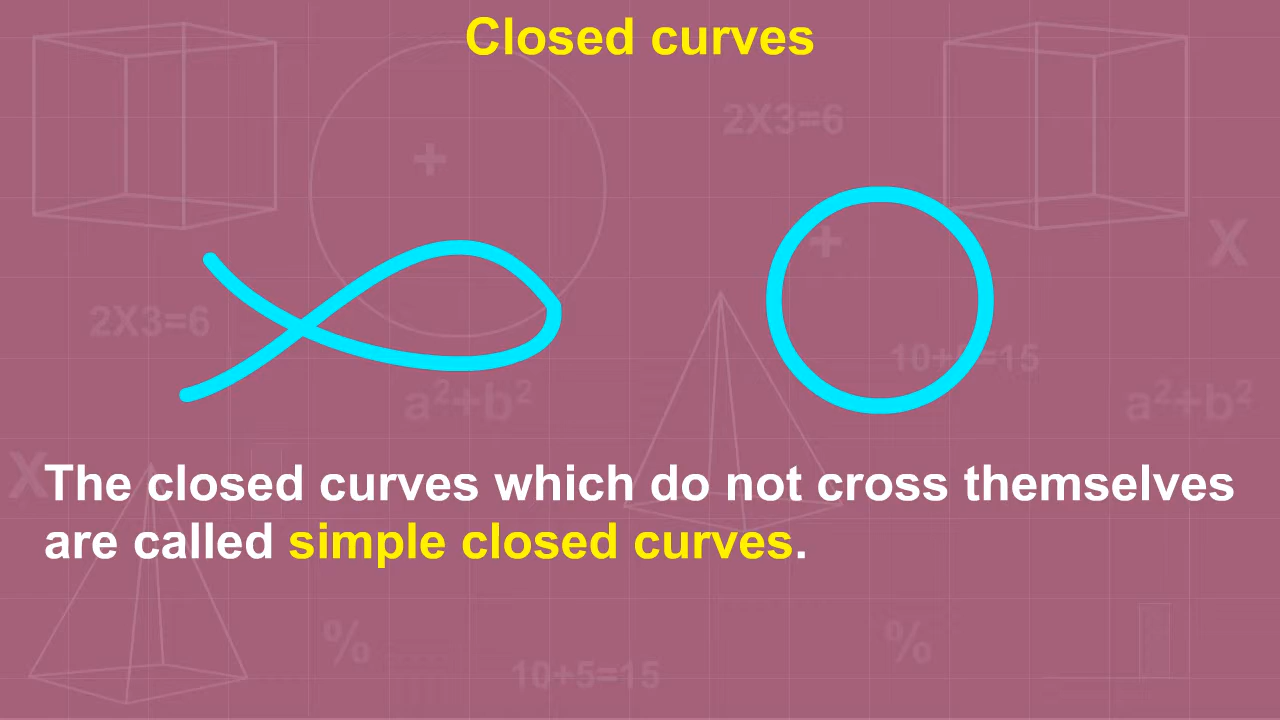 Closed curves
2X3=6
+
+
X
2X3=6
10+5=15
a²+b²
a²+b²
X
The closed curves which do not cross themselves
are called simple closed curves.
%
%
10+5=15